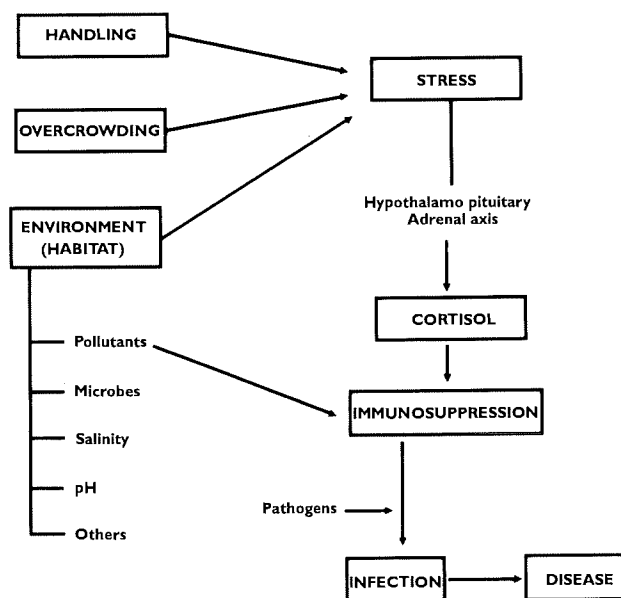 HANDLING
STRESS
OVERCROWDING
Hypothalamo pituitary
Adrenal axis
ENVIRONMENT
(HABITAT)
CORTISOL
Pollutants
Microbes
IMMUNOSUPPRESSION
Salinity
pH
Pathogens
Others
INFECTION
DISEASE